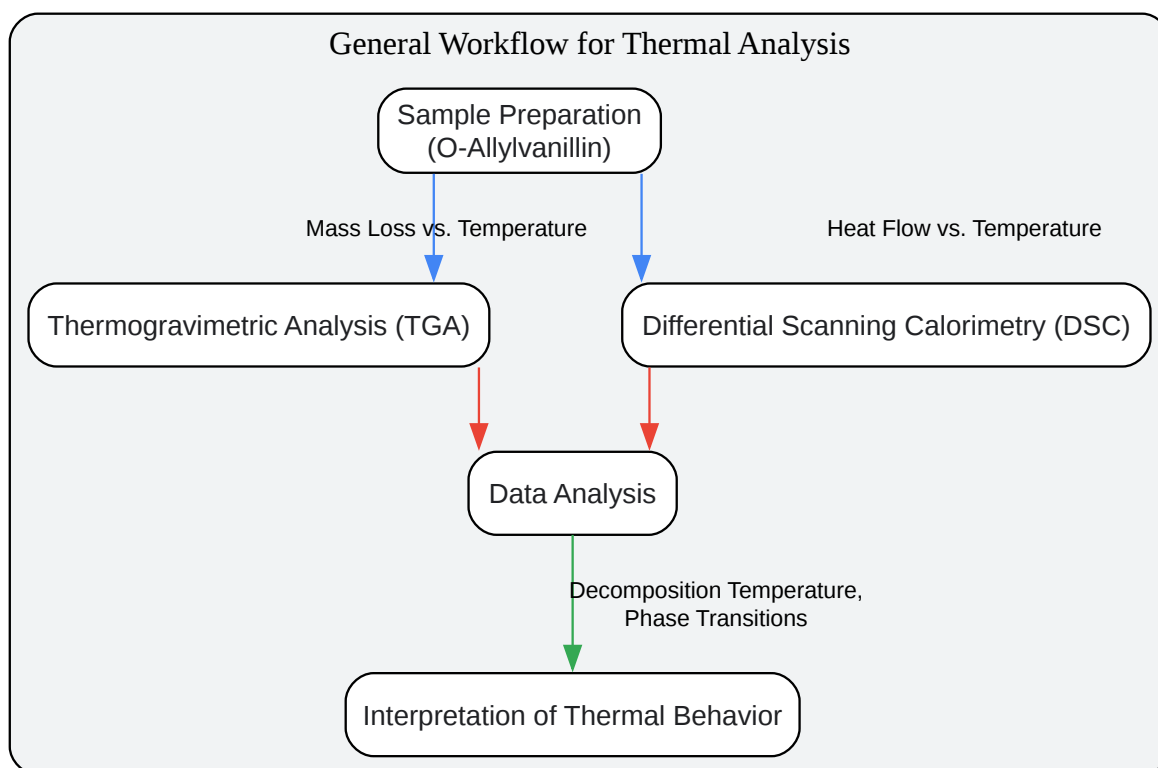 General Workflow for Thermal Analysis
Sample Preparation
(O-Allylvanillin)
Mass Loss vs. Temperature
Heat Flow vs. Temperature
Thermogravimetric Analysis (TGA)
Differential Scanning Calorimetry (DSC)
Data Analysis
Decomposition Temperature,
Phase Transitions
Interpretation of Thermal Behavior